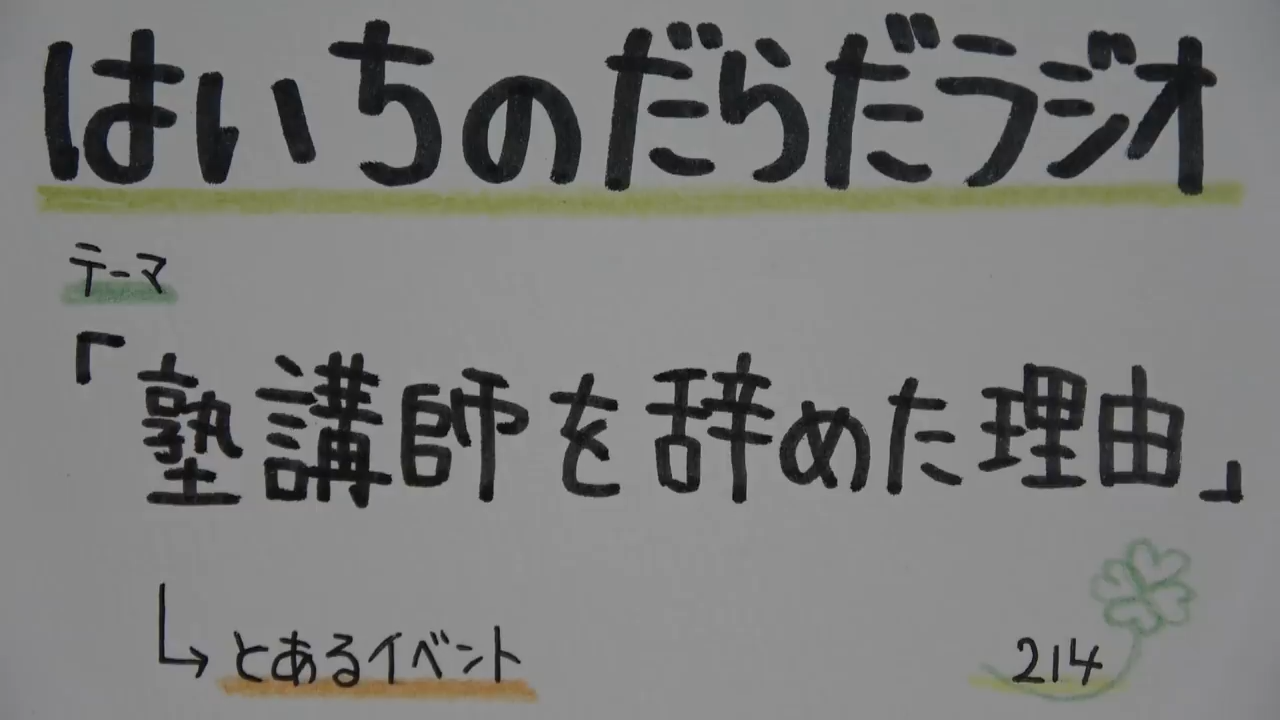 はいちのだらだラジオ
テーマ
「塾講師を辞めた理由」
とあるイベント
214